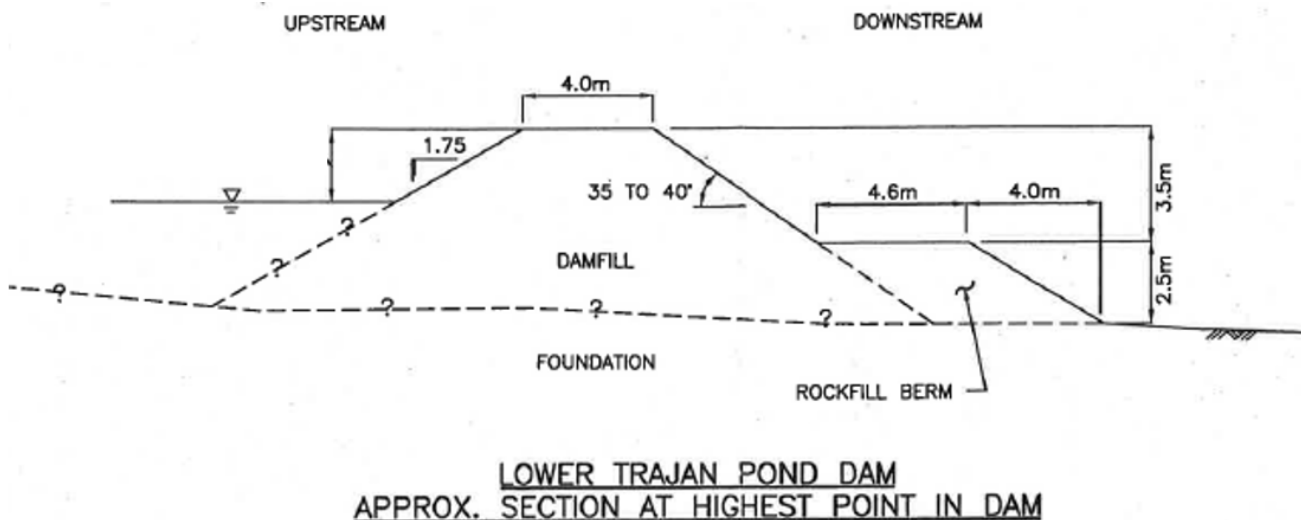 UPSTREAM
DOWNSTREAM
4.0m
1.75
35 TO 40°
4.6m
4.0m
3.5m
2.5m
?
?
DAMFILL
?
?
?
?
FOUNDATION
ROCKFILL BERM
LOWER TRAJAN POND DAM
APPROX. SECTION AT HIGHEST POINT IN DAM